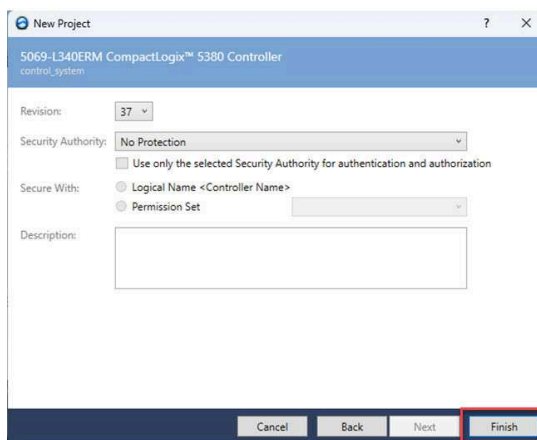 New Project
5069-L340ERM CompactLogix™ 5380 Controller
control_system
Revision: 37
Security Authority: No Protection
Use only the selected Security Authority for authentication and authorization
Secure With: Logical Name <Controller Name>
Permission Set
Description:
Cancel Back Next Finish